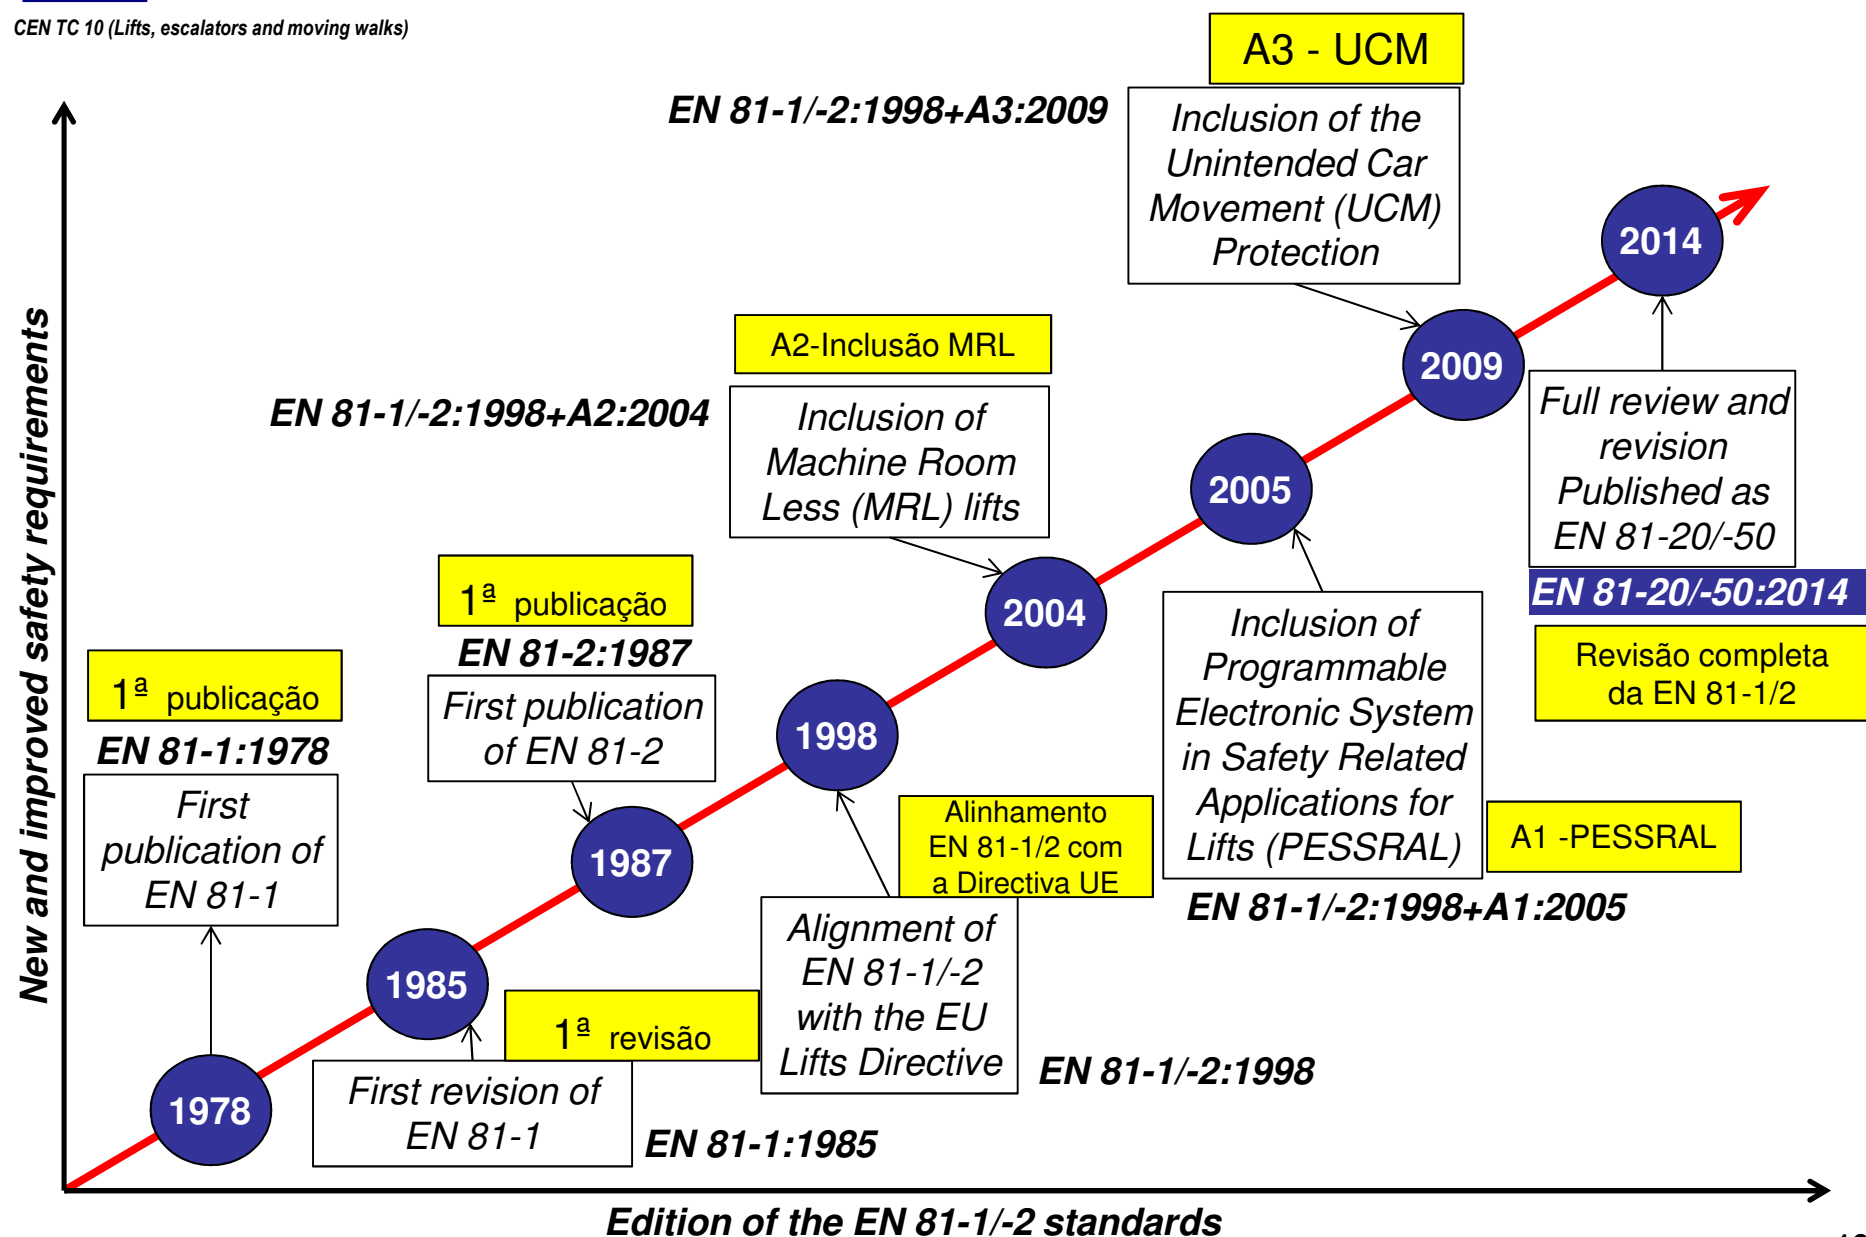 CEN TC 10 (Lifts, escalators and moving walks)
A3 - UCM
EN 81-1/-2:1998+A3:2009
Inclusion of the
Unintended Car
Movement (UCM)
Protection
2014
A2-Inclusão MRL
2009
EN 81-1/-2:1998+A2:2004
Inclusion of
Machine Room
Less (MRL) lifts
Full review and
revision
Published as
EN 81-20/-50
2005
EN 81-20/-50:2014
Revisão completa
da EN 81-1/2
1ª publicação
EN 81-2:1987
First publication
of EN 81-2
2004
Inclusion of
Programmable
Electronic System
in Safety Related
Applications for
Lifts (PESSRAL)
A1 -PESSRAL
EN 81-1/-2:1998+A1:2005
1ª publicação
EN 81-1:1978
First
publication of
EN 81-1
1998
1987
Alinhamento
EN 81-1/2 com
a Directiva UE
Alignment of
EN 81-1/-2
with the EU
Lifts Directive
EN 81-1/-2:1998
1985
1ª revisão
First revision of
EN 81-1
EN 81-1:1985
1978
New and improved safety requirements
Edition of the EN 81-1/-2 standards